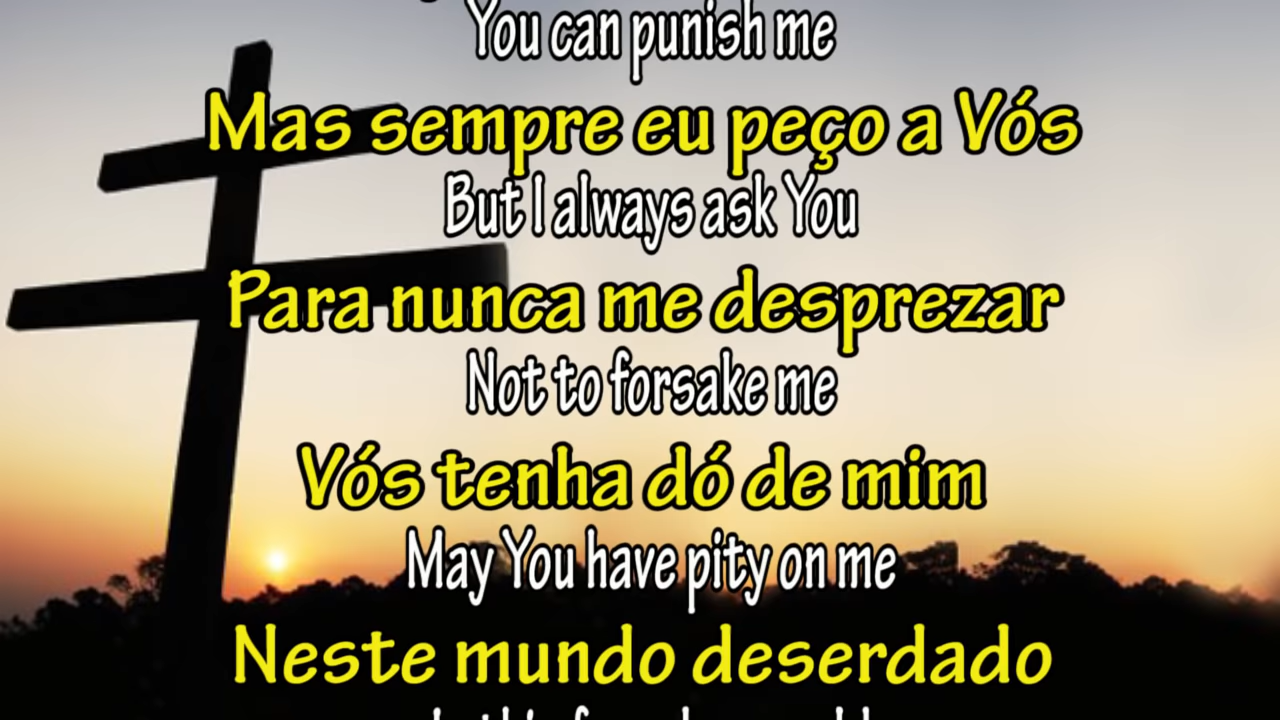 You can punish me
Mas sempre eu peço a Vós
But I always ask You
Para nunca me desprezar
Not to forsake me
Vós tenha dó de mim
May You have pity on me
Neste mundo deserdado